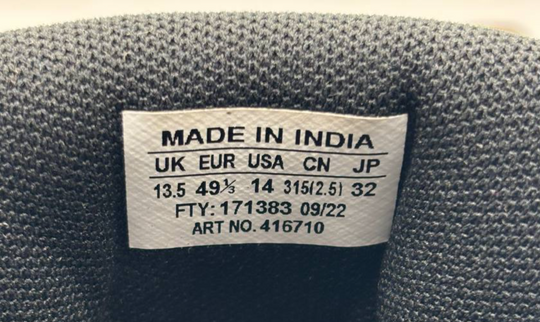 MADE IN INDIA
UK EUR USA CN JP
13.5 49⅓ 14 315(2.5) 32
FTY: 171383 09/22
ART NO. 416710